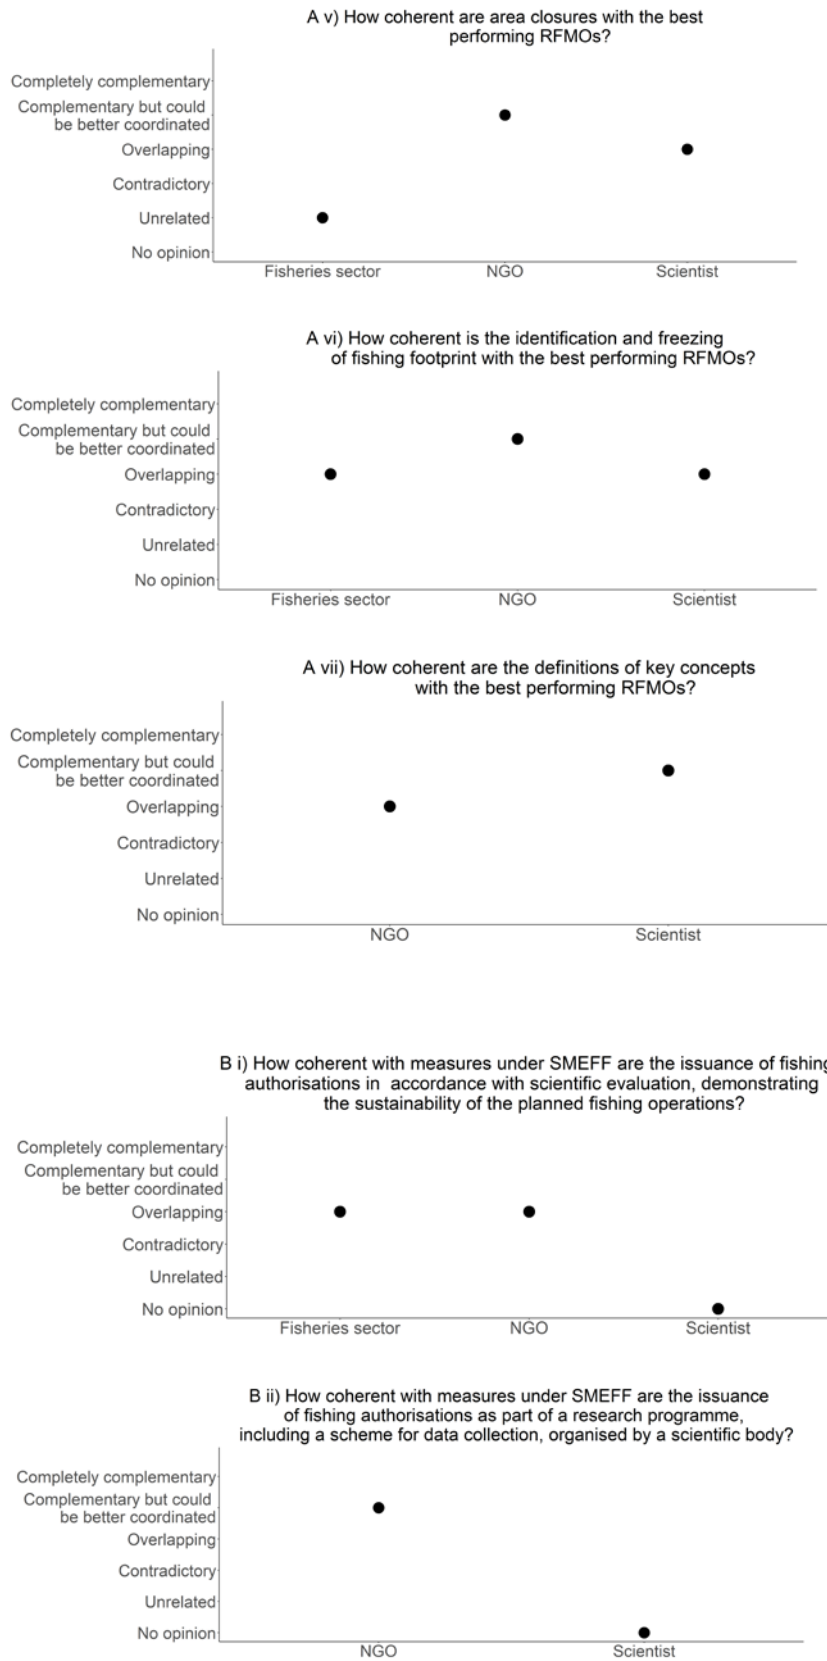 A v) How coherent are area closures with the best
performing RFMOs?
Completely complementary
Complementary but could
be better coordinated
Overlapping
Contradictory
Unrelated
No opinion
Fisheries sector NGO Scientist
A vi) How coherent is the identification and freezing
of fishing footprint with the best performing RFMOs?
Completely complementary
Complementary but could
be better coordinated
Overlapping
Contradictory
Unrelated
No opinion
Fisheries sector NGO Scientist
A vii) How coherent are the definitions of key concepts
with the best performing RFMOs?
Completely complementary
Complementary but could
be better coordinated
Overlapping
Contradictory
Unrelated
No opinion
NGO Scientist
B i) How coherent with measures under SMEFF are the issuance of fishing
authorisations in accordance with scientific evaluation, demonstrating
the sustainability of the planned fishing operations?
Completely complementary
Complementary but could
be better coordinated
Overlapping
Contradictory
Unrelated
No opinion
Fisheries sector NGO Scientist
B ii) How coherent with measures under SMEFF are the issuance
of fishing authorisations as part of a research programme,
including a scheme for data collection, organised by a scientific body?
Completely complementary
Complementary but could
be better coordinated
Overlapping
Contradictory
Unrelated
No opinion
NGO Scientist